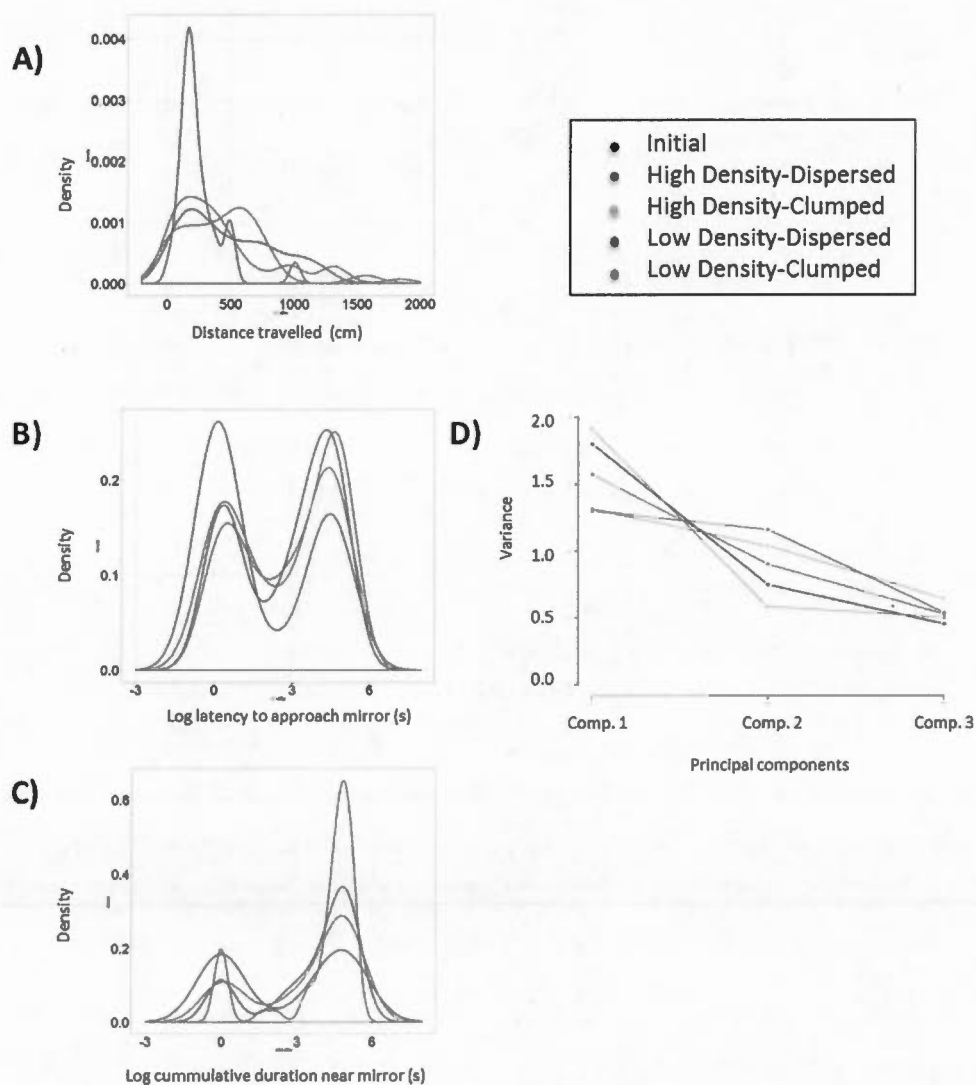 A)
0.004
0.003
0.002
0.001
0.000
Density
0 500 1000 1500 2000
Distance travelled (cm)
Initial
High Density-Dispersed
High Density-Clumped
Low Density-Dispersed
Low Density-Clumped
B)
0.2
0.1
0.0
Density
-3 0 3 6
Log latency to approach mirror (s)
D)
2.0
1.5
1.0
0.5
0.0
Variance
Comp. 1 Comp. 2 Comp. 3
Principal components
C)
0.6
0.4
0.2
0.0
Density
-3 0 3 6
Log cummulative duration near mirror (s)